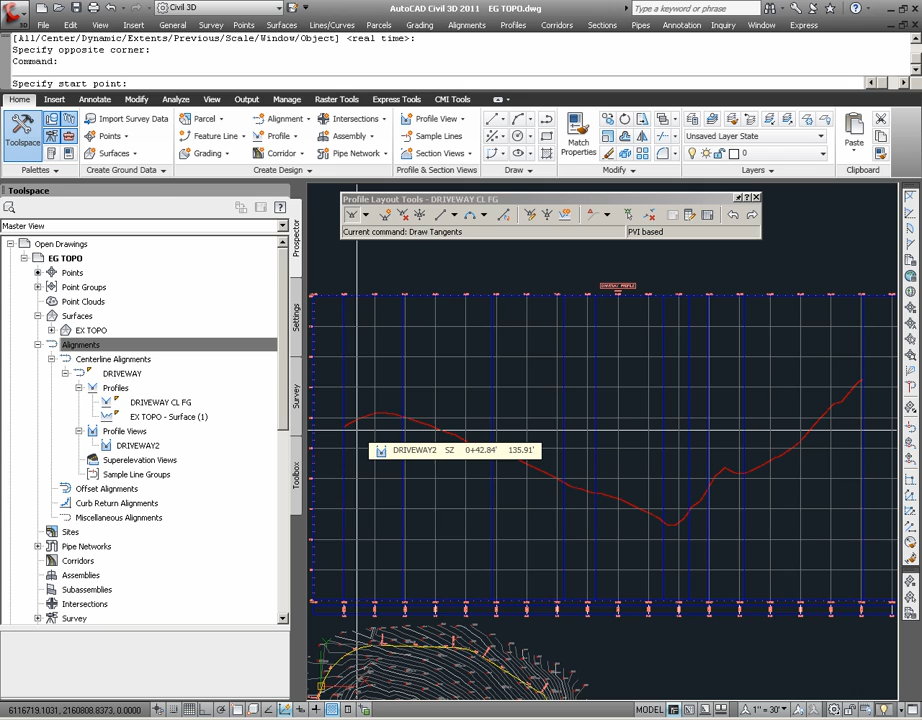 Civil 3D
AutoCAD Civil 3D 2011 EG TOPO.dwg
Type a keyword or phrase
File Edit View Insert General Survey Points Surfaces Lines/Curves Parcels Grading Alignments Profiles Corridors Sections Pipes Annotation Inquiry Window Express
[All/Center/Dynamic/Extents/Previous/Scale/Window/Object] <real time>:
Specify opposite corner:
Command:
Specify start point:
Home Insert Annotate Modify Analyze View Output Manage Raster Tools Express Tools CMI Tools
Toolspace
Import Survey Data
Points
Surfaces
Parcel
Feature Line
Grading
Alignment
Profile
Corridor
Intersections
Assembly
Pipe Network
Profile View
Sample Lines
Section Views
Match Properties
Unsaved Layer State
0
Paste
Palettes
Create Ground Data
Create Design
Profile & Section Views
Draw
Modify
Layers
Clipboard
Toolspace
Master View
Open Drawings
EG TOPO
Points
Point Groups
Point Clouds
Surfaces
EX TOPO
Alignments
Centerline Alignments
DRIVEWAY
Profiles
DRIVEWAY CL FG
EX TOPO - Surface (1)
Profile Views
DRIVEWAY2
Superelevation Views
Sample Line Groups
Offset Alignments
Curb Return Alignments
Miscellaneous Alignments
Sites
Pipe Networks
Corridors
Assemblies
Subassemblies
Intersections
Survey
Prospector
Settings
Survey
Toolbox
Profile Layout Tools - DRIVEWAY CL FG
Current command: Draw Tangents
PVI based
DRIVEWAY PROFILE
DRIVEWAY2 SZ 0+42.84' 135.91'
6116719.1031, 2160808.8373, 0.0000
MODEL
1" = 30'